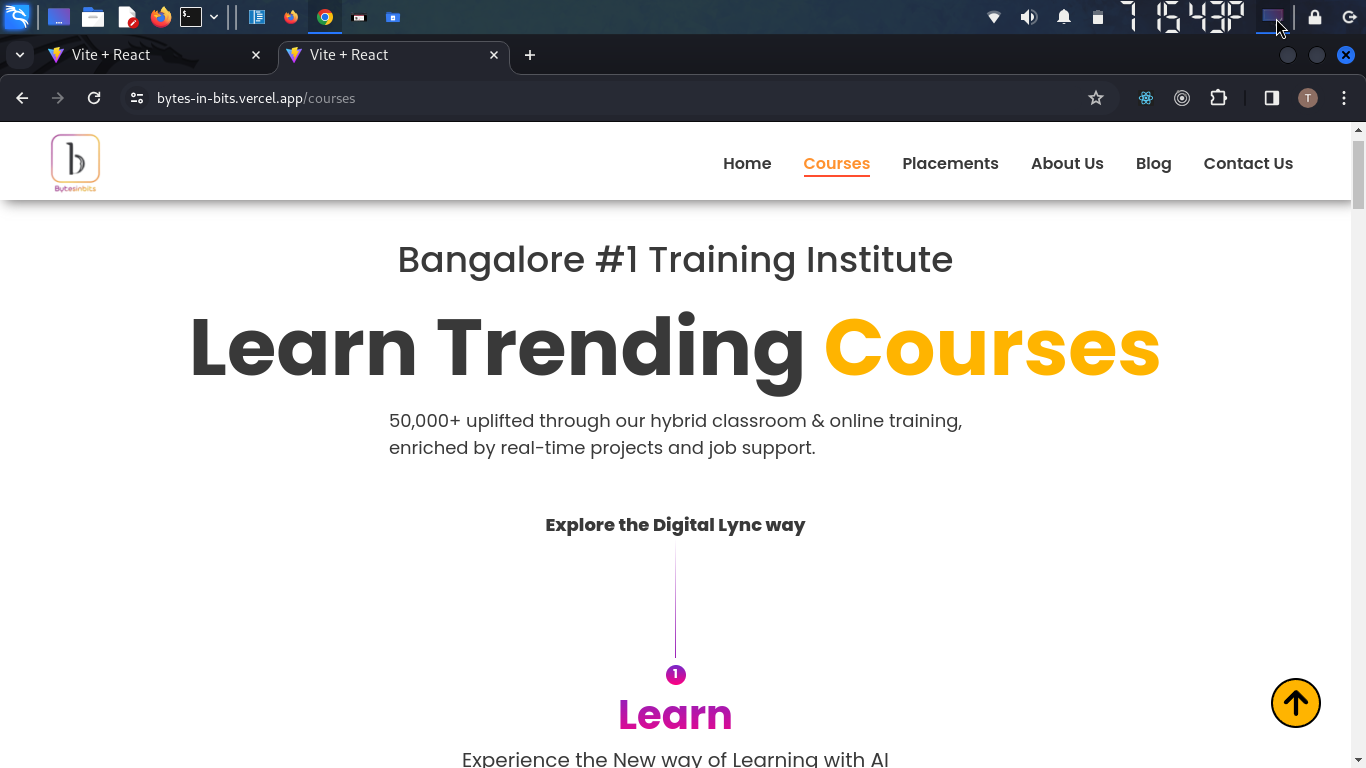 7 15 43P
Vite + React
Vite + React
bytes-in-bits.vercel.app/courses
T
b
Bytesinbits
Home
Courses
Placements
About Us
Blog
Contact Us
Bangalore #1 Training Institute
Learn Trending Courses
50,000+ uplifted through our hybrid classroom & online training,
enriched by real-time projects and job support.
Explore the Digital Lync way
1
Learn
Experience the New way of Learning with AI